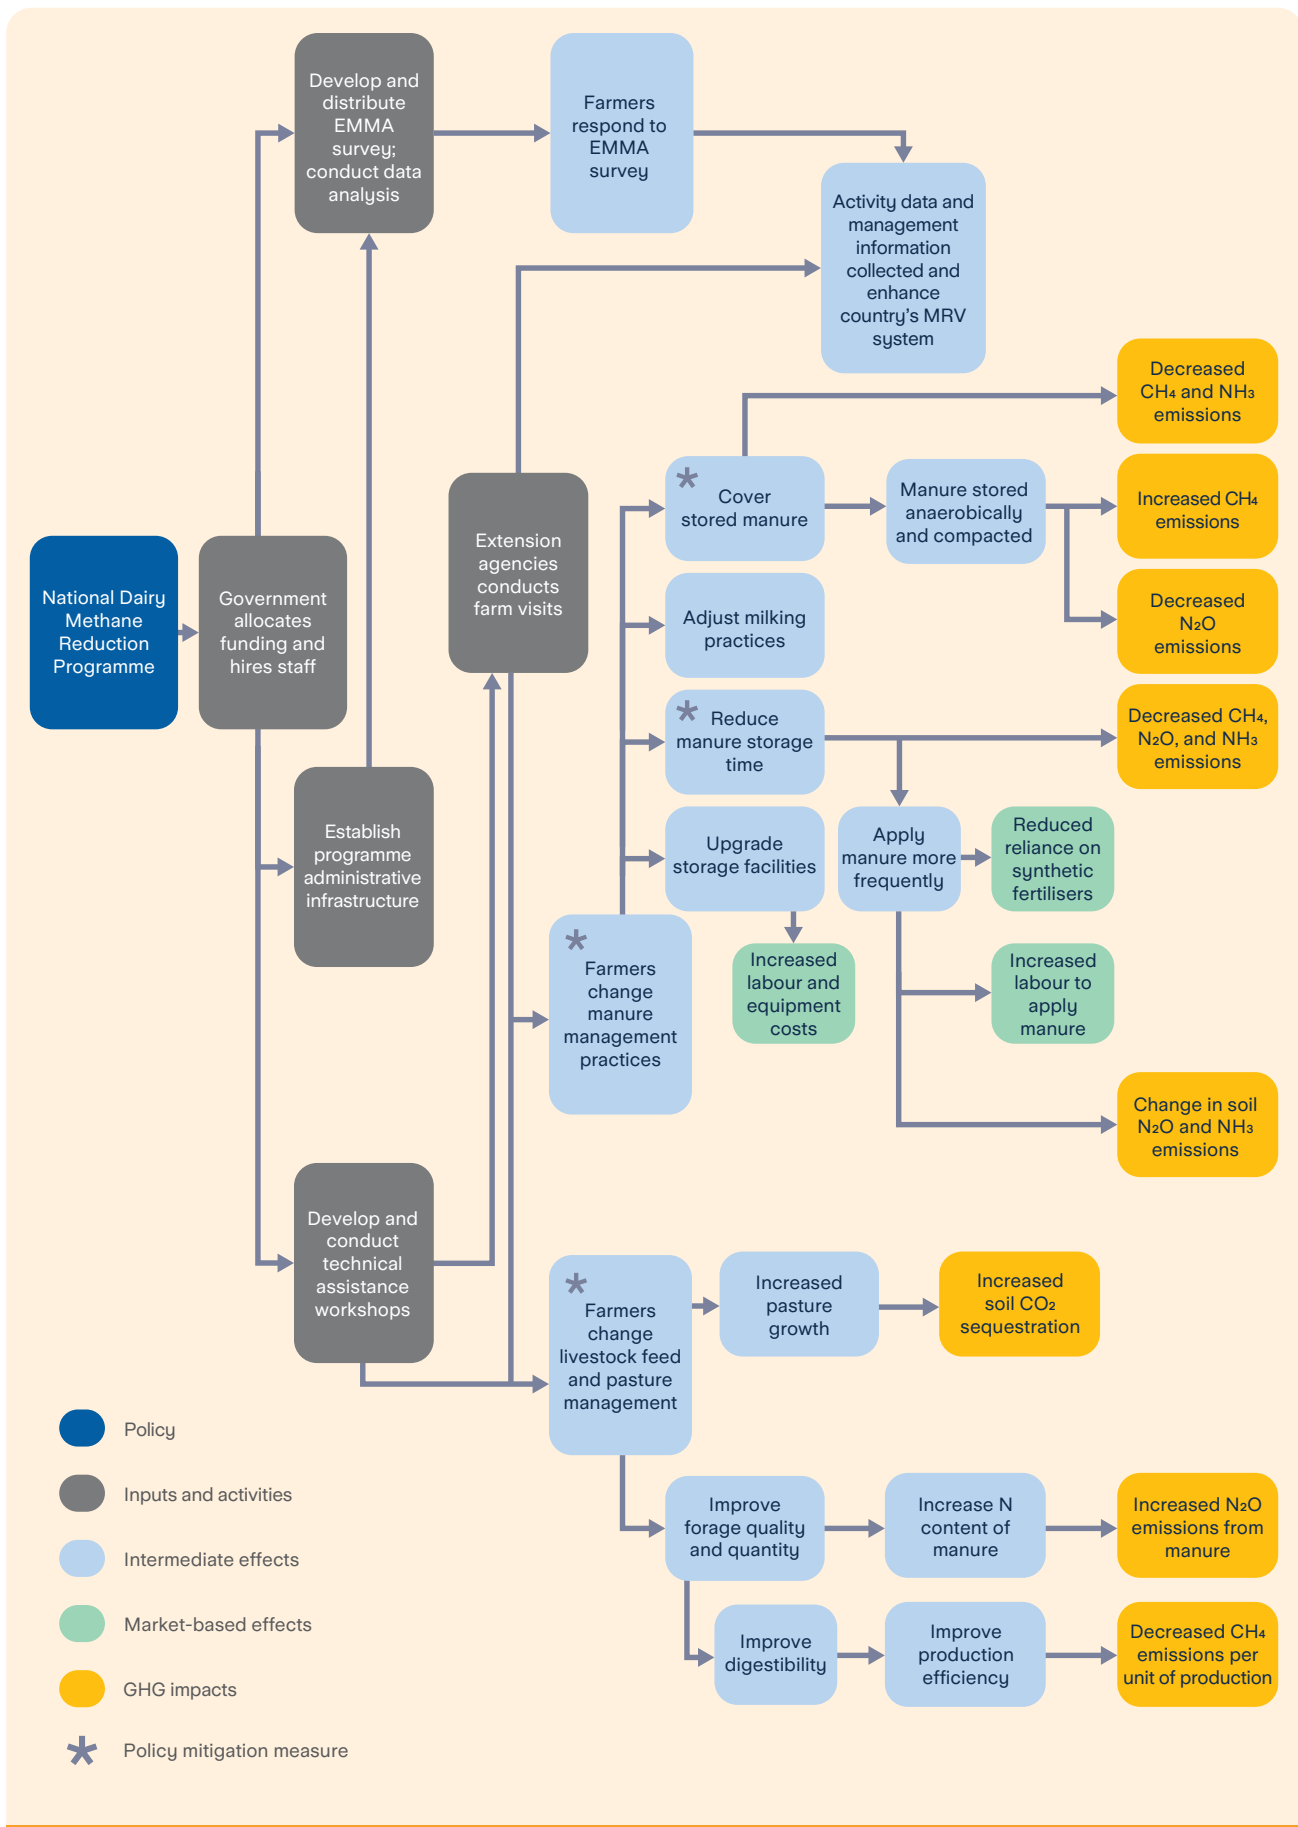 Develop and
distribute
EMMA
survey;
conduct data
analysis
Farmers
respond to
EMMA
survey
Activity data and
management
information
collected and
enhance
country's MRV
system
Decreased
CH₄ and NH₃
emissions
Cover
stored manure
Manure stored
anaerobically
and compacted
Increased CH₄
emissions
Extension
agencies
conducts
farm visits
National Dairy
Methane
Reduction
Programme
Government
allocates
funding and
hires staff
Adjust milking
practices
Decreased
N₂O
emissions
Reduce
manure storage
time
Decreased CH₄,
N₂O, and NH₃
emissions
Establish
programme
administrative
infrastructure
Upgrade
storage facilities
Apply
manure more
frequently
Reduced
reliance on
synthetic
fertilisers
Farmers
change
manure
management
practices
Increased
labour and
equipment
costs
Increased
labour to
apply
manure
Change in soil
N₂O and NH₃
emissions
Develop and
conduct
technical
assistance
workshops
Farmers
change
livestock feed
and pasture
management
Increased
pasture
growth
Increased
soil CO₂
sequestration
Improve
forage quality
and quantity
Increase N
content of
manure
Increased N₂O
emissions from
manure
Improve
digestibility
Improve
production
efficiency
Decreased CH₄
emissions per
unit of production
Policy
Inputs and activities
Intermediate effects
Market-based effects
GHG impacts
Policy mitigation measure